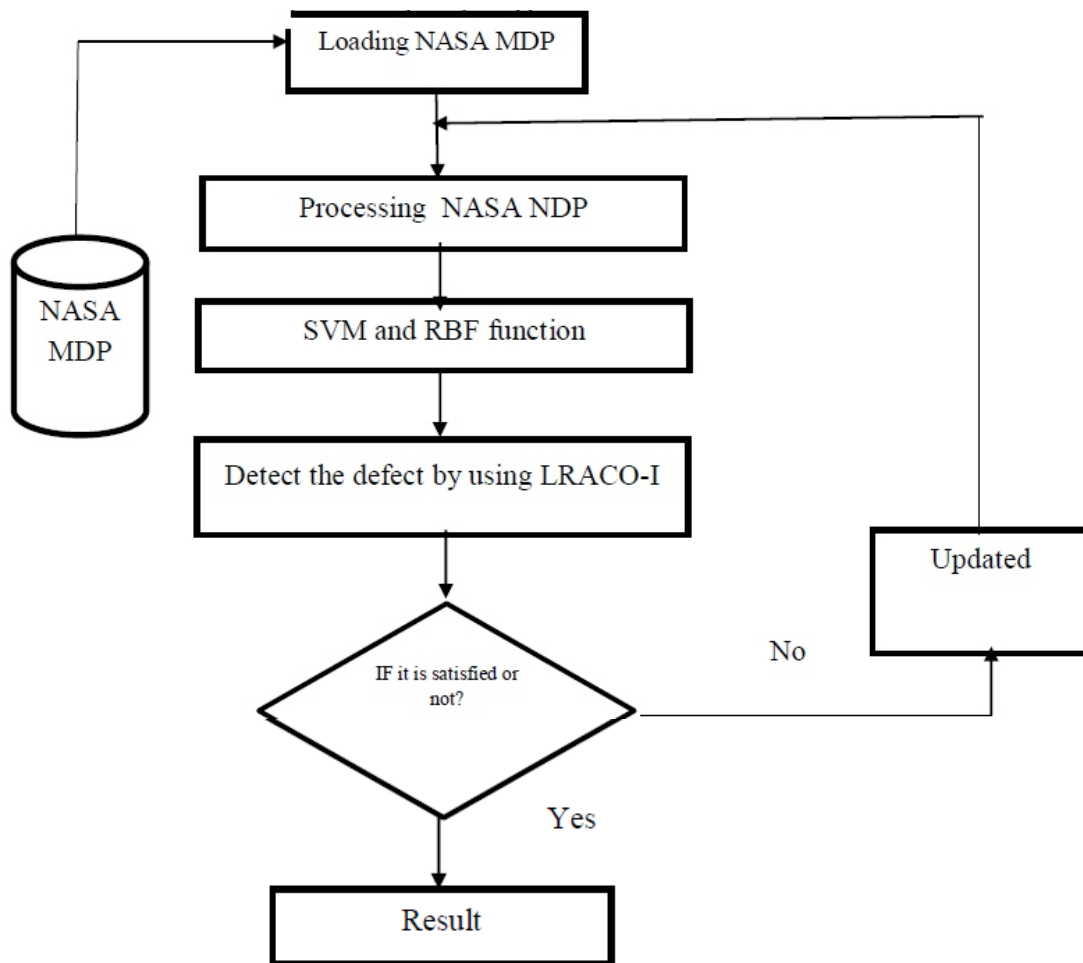 Loading NASA MDP
Processing NASA NDP
NASA
MDP
SVM and RBF function
Detect the defect by using LRACO-I
Updated
No
IF it is satisfied or
not?
Yes
Result